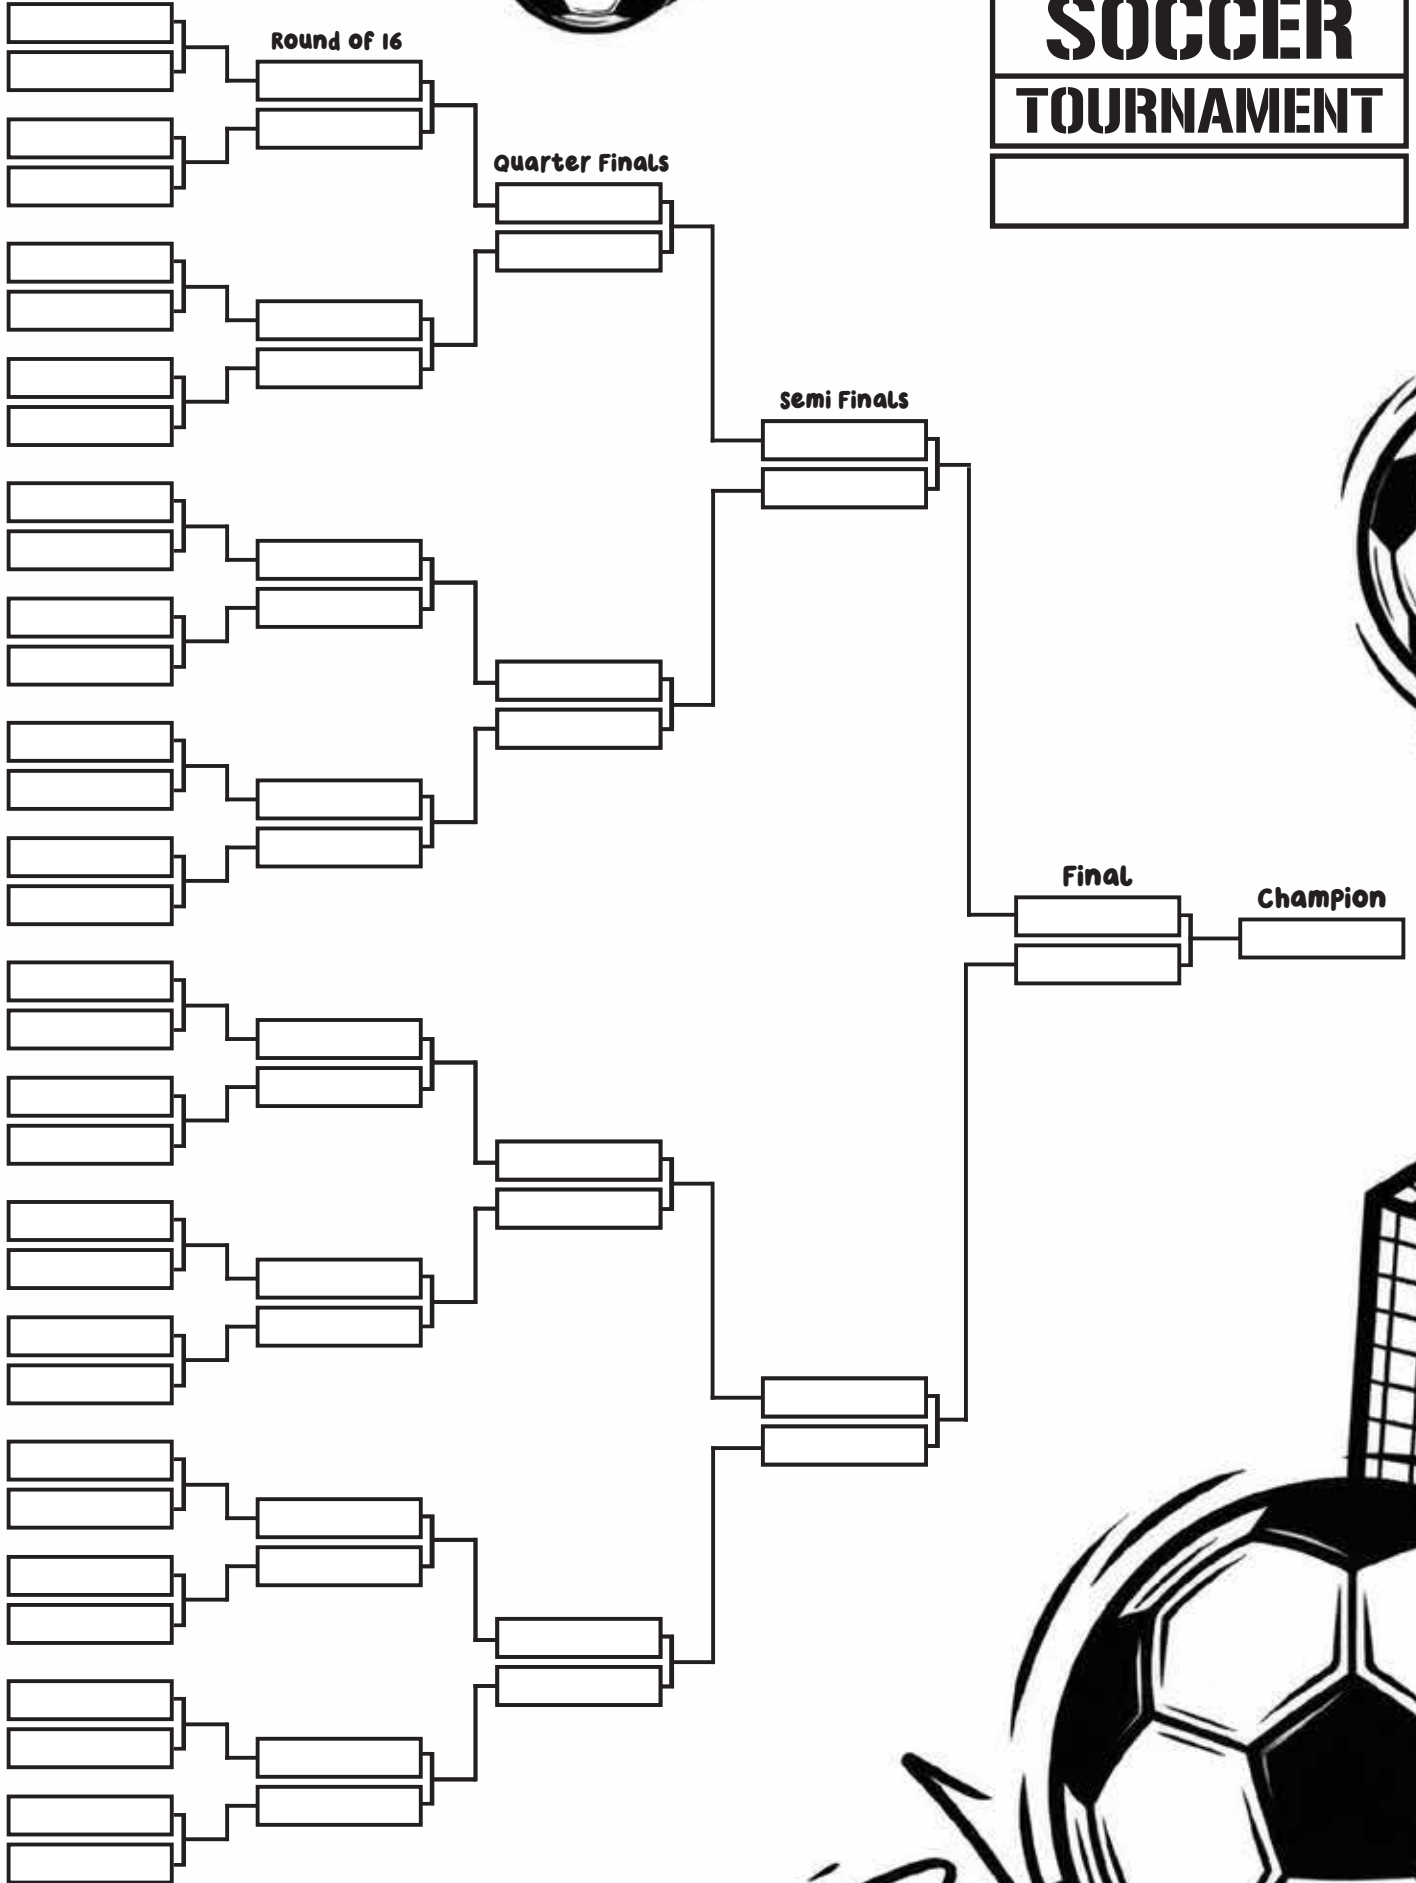 SOCCER
TOURNAMENT
Round of 16
Quarter Finals
Semi Finals
Final
Champion